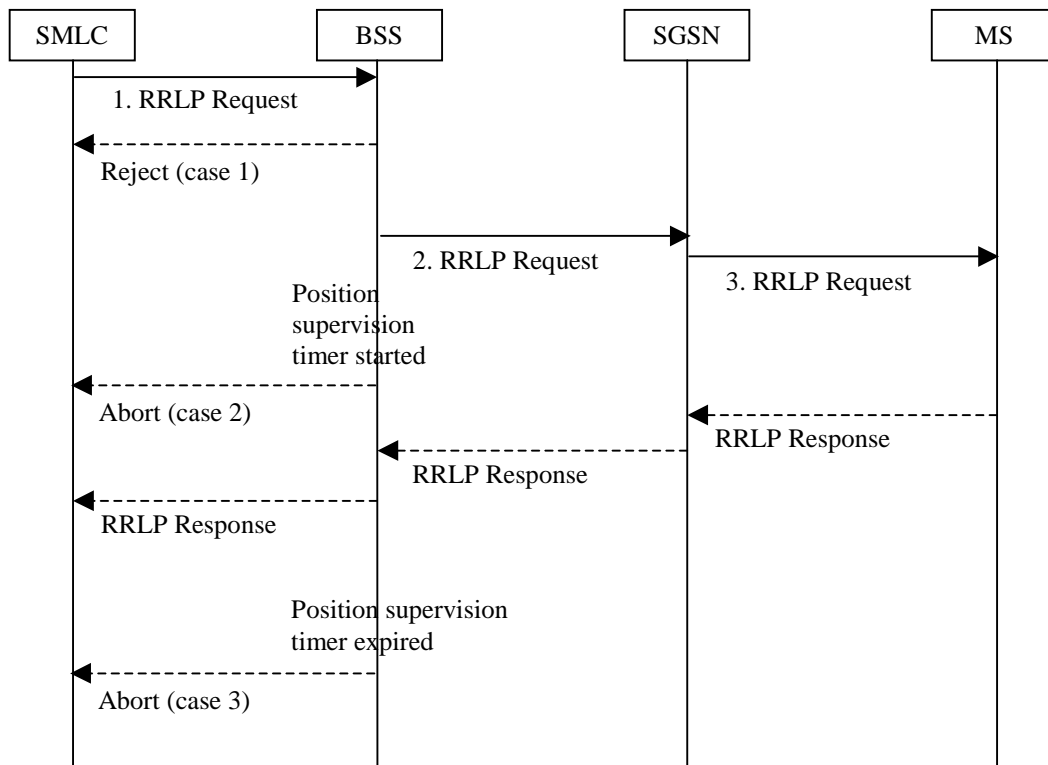 SMLC
BSS
SGSN
MS
1. RRLP Request
Reject (case 1)
2. RRLP Request
3. RRLP Request
Position
supervision
timer started
Abort (case 2)
RRLP Response
RRLP Response
RRLP Response
Position supervision
timer expired
Abort (case 3)